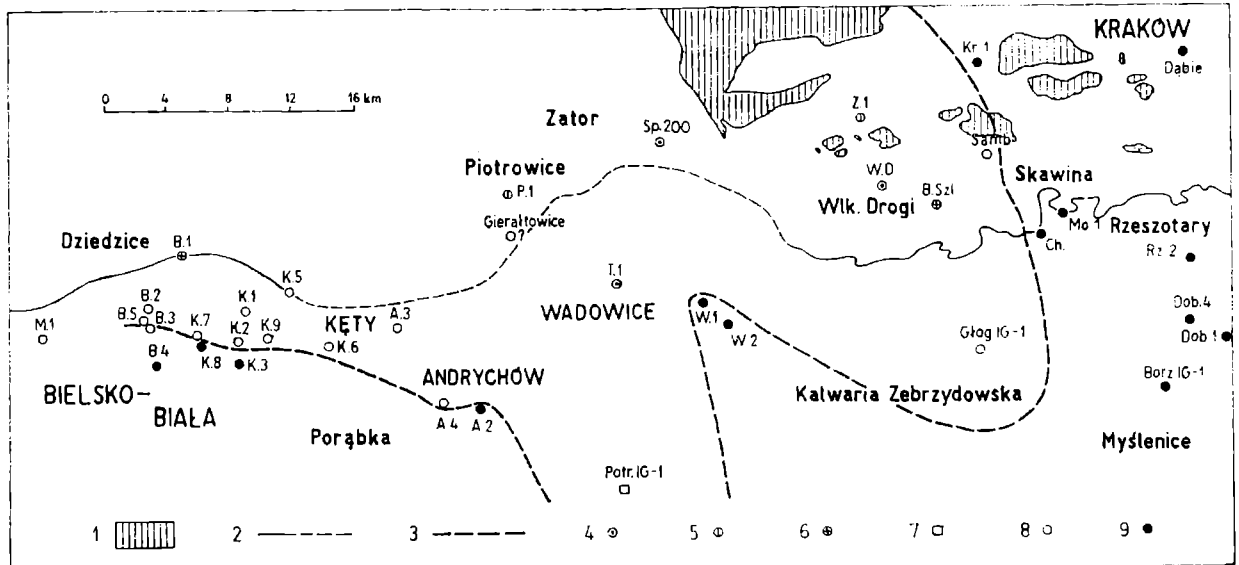 KRAKÓW
Kr 1
8
Dąbie
0 4 8 12 16 km
Zator
Sp.200
Z.1
Samb.
Piotrowice
P.1
W.D
B.Szl
Skawina
Wlk. Drogi
Mo 1
Rzeszotary
Gierałtowice
?
Ch.
Rz 2
Dziedzice
B.1
K.5
T.1
B.2
K.1
WADOWICE
W.1
Dob.4
B.5
B.3
K.7
K.2
K.9
KĘTY
A.3
W 2
M.1
K.6
Głog IG-1
Dob 1
B 4
K.8
K.3
Borz IG-1
BIELSKO-
BIAŁA
ANDRYCHÓW
Kalwaria Zebrzydowska
A 4
A 2
Porąbka
Myślenice
Potr. IG-1
1 2 3 4 5 6 7 8 9